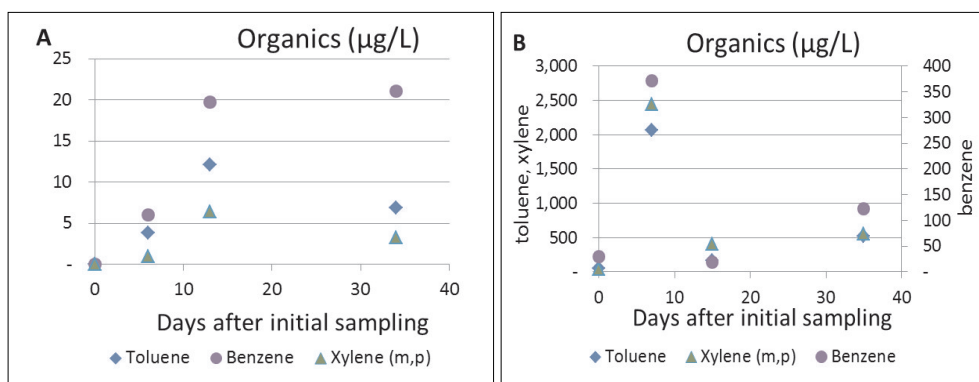 A
Organics (µg/L)
25
20
15
10
5
-
0
10
20
30
40
Days after initial sampling
Toluene
Benzene
Xylene (m,p)
B
Organics (µg/L)
toluene, xylene
3,000
2,500
2,000
1,500
1,000
500
-
400
350
300
250
200
150
100
50
-
benzene
0
10
20
30
40
Days after initial sampling
Toluene
Xylene (m,p)
Benzene